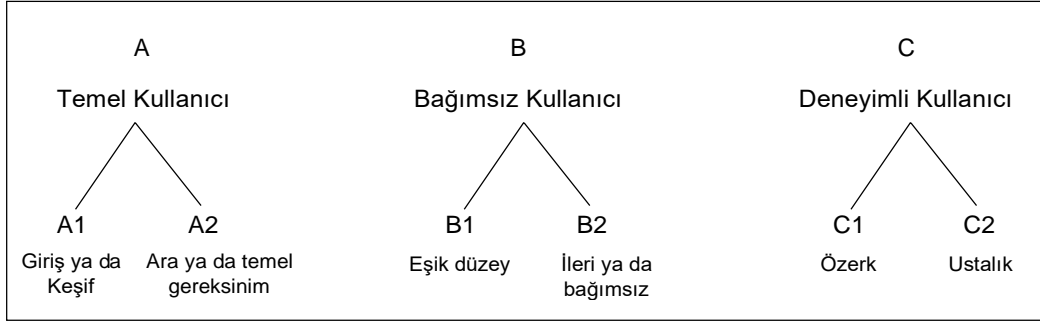 A
Temel Kullanıcı
A1
Giriş ya da
Keşif
A2
Ara ya da temel
gereksinim
B
Bağımsız Kullanıcı
B1
Eşik düzey
B2
İleri ya da
bağımsız
C
Deneyimli Kullanıcı
C1
Özerk
C2
Ustalık